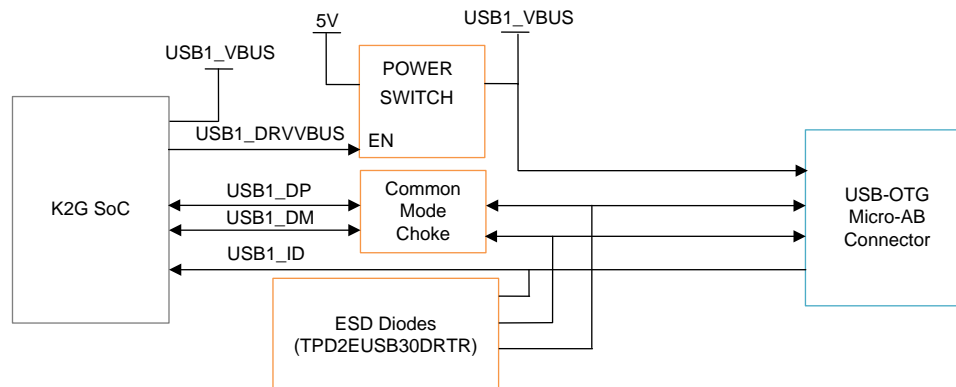 USB1_VBUS
5V
USB1_VBUS
POWER
SWITCH
EN
USB1_DRVVBUS
K2G SoC
USB1_DP
USB1_DM
USB1_ID
Common
Mode
Choke
USB-OTG
Micro-AB
Connector
ESD Diodes
(TPD2EUSB30DRTR)